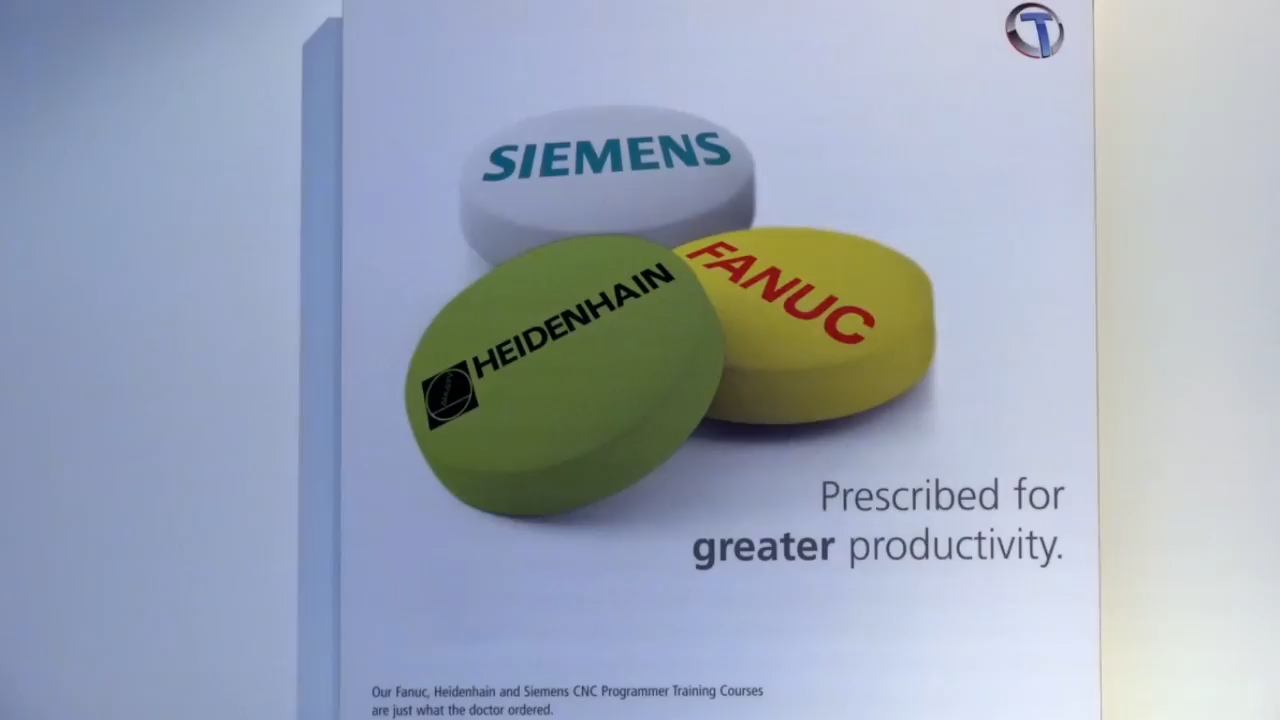 T
SIEMENS
FANUC
HEIDENHAIN
Prescribed for
greater productivity.
Our Fanuc, Heidenhain and Siemens CNC Programmer Training Courses
are just what the doctor ordered.